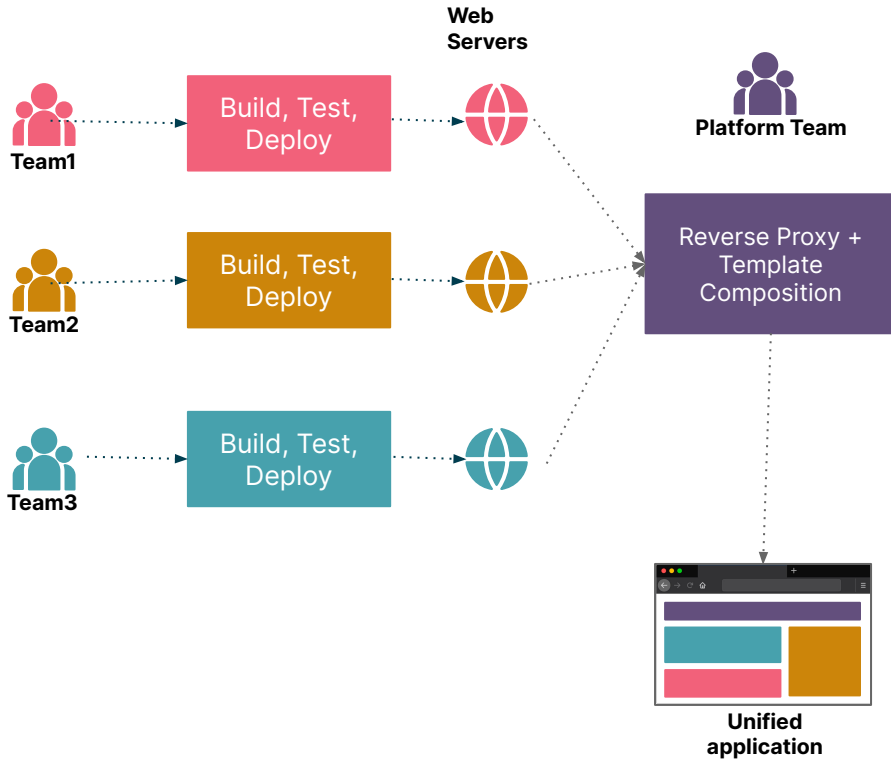 Web
Servers
Build, Test,
Deploy
Team1
Platform Team
Build, Test,
Deploy
Team2
Reverse Proxy +
Template
Composition
Build, Test,
Deploy
Team3
Unified
application